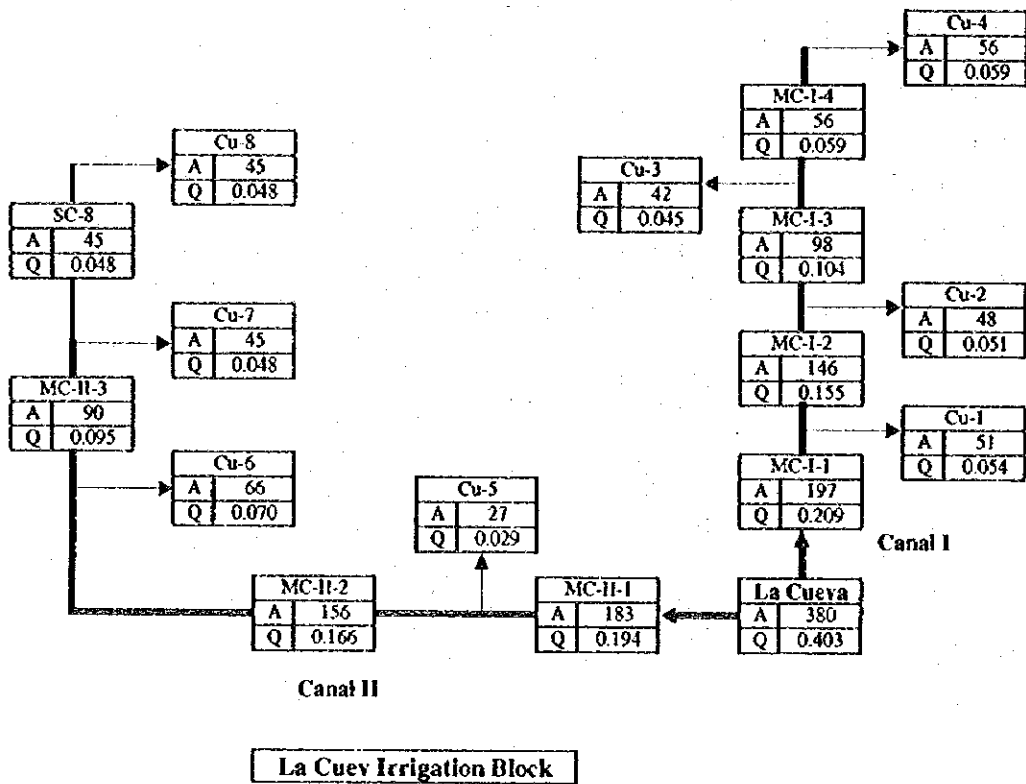 Cu-4
A 56
Q 0.059
MC-I-4
A 56
Q 0.059
Cu-8
A 45
Q 0.048
Cu-3
A 42
Q 0.045
SC-8
A 45
Q 0.048
MC-I-3
A 98
Q 0.104
Cu-2
A 48
Q 0.051
Cu-7
A 45
Q 0.048
MC-I-2
A 146
Q 0.155
MC-II-3
A 90
Q 0.095
Cu-1
A 51
Q 0.054
Cu-6
A 66
Q 0.070
Cu-5
A 27
Q 0.029
MC-I-1
A 197
Q 0.209
Canal I
MC-II-2
A 156
Q 0.166
MC-II-1
A 183
Q 0.194
La Cueva
A 380
Q 0.403
Canal II
La Cuev Irrigation Block